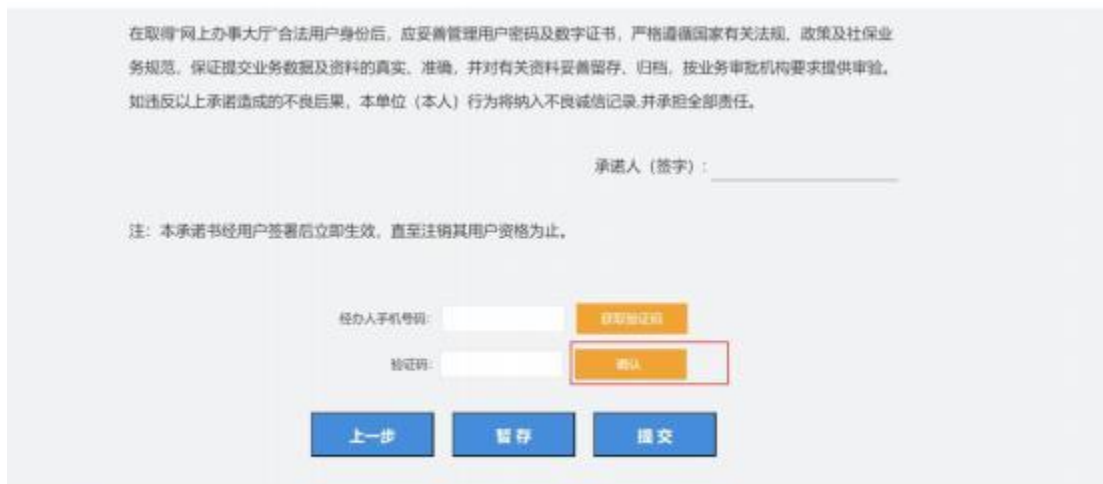 在取得“网上办事大厅”合法用户身份后，应妥善管理用户密码及数字证书，严格遵循国家有关法规、政策及社保业
务规范，保证提交业务数据及资料的真实、准确，并对有关资料妥善留存、归档，按业务审批机构要求提供审验。
如违反以上承诺造成的不良后果，本单位（本人）行为将纳入不良诚信记录,并承担全部责任。
承诺人（签字）:
注：本承诺书经用户签署后立即生效，直至注销其用户资格为止。
经办人手机号码: 获取验证码
验证码: 确认
上一步 暂存 提交